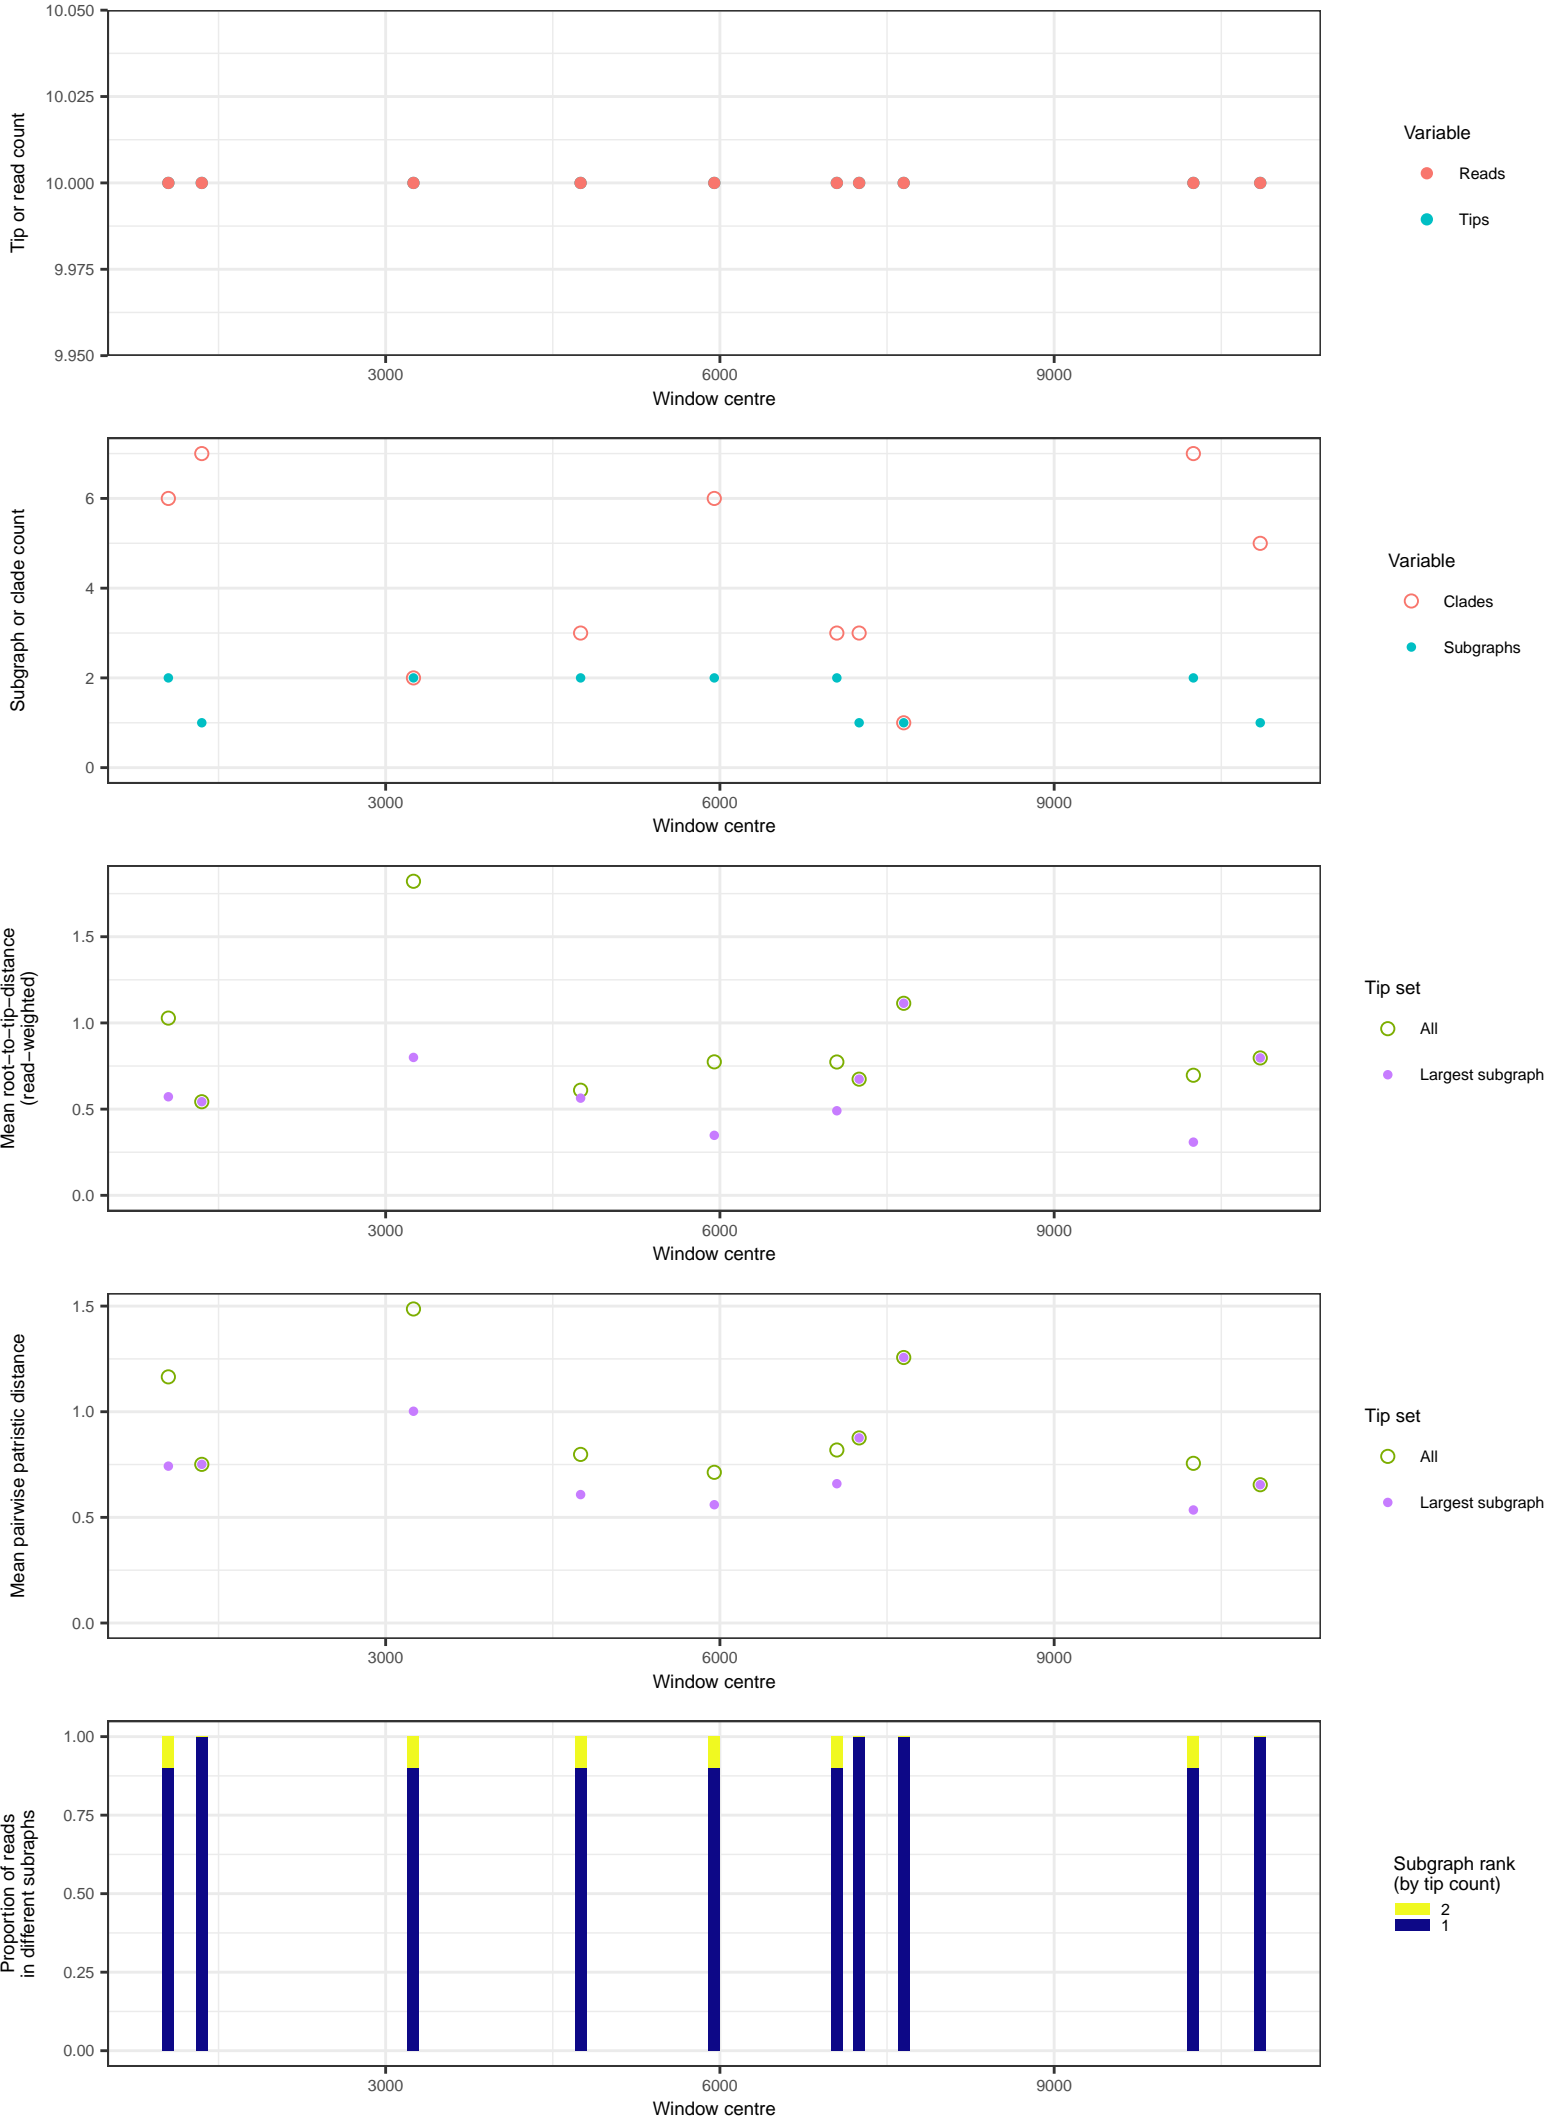 10.050
10.025
10.000
9.975
9.950
Tip or read count
3000
6000
9000
Window centre
Variable
Reads
Tips
6
4
2
0
Subgraph or clade count
3000
6000
9000
Window centre
Variable
Clades
Subgraphs
1.5
1.0
0.5
0.0
Mean root−to−tip−distance
(read−weighted)
3000
6000
9000
Window centre
Tip set
All
Largest subgraph
1.5
1.0
0.5
0.0
Mean pairwise patristic distance
3000
6000
9000
Window centre
Tip set
All
Largest subgraph
1.00
0.75
0.50
0.25
0.00
Proportion of reads
in different subraphs
3000
6000
9000
Window centre
Subgraph rank
(by tip count)
2
1